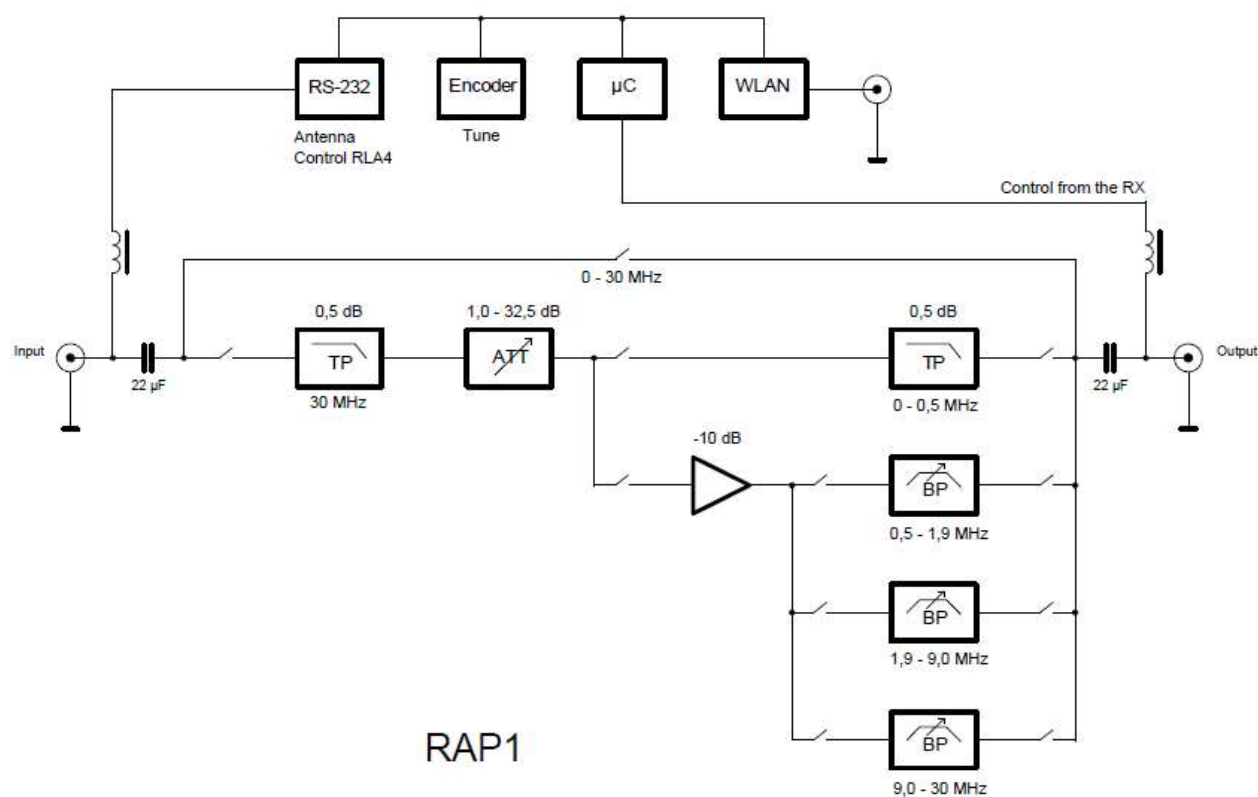 RS-232
Encoder
µC
WLAN
Antenna
Control RLA4
Tune
Control from the RX
0 - 30 MHz
0,5 dB
1,0 - 32,5 dB
0,5 dB
Input
TP
ATT
TP
Output
22 µF
30 MHz
0 - 0,5 MHz
22 µF
-10 dB
BP
0,5 - 1,9 MHz
BP
1,9 - 9,0 MHz
RAP1
BP
9,0 - 30 MHz